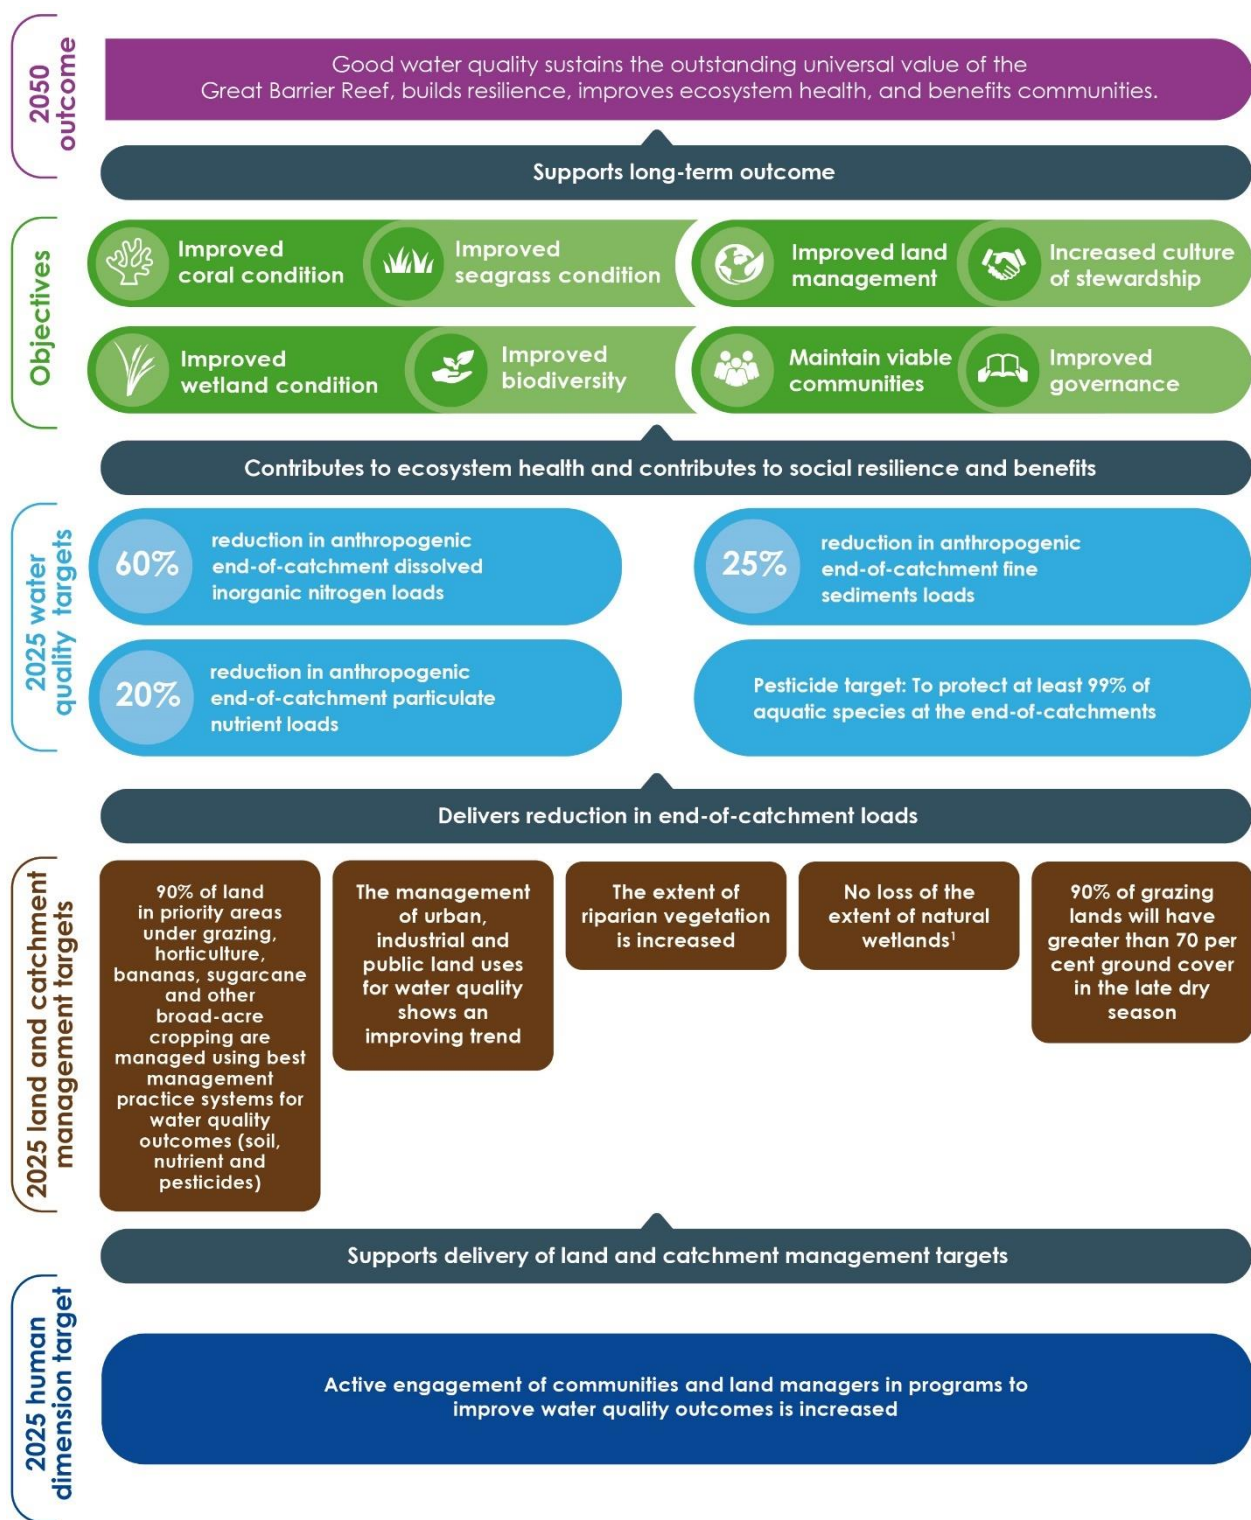 2050
outcome
Good water quality sustains the outstanding universal value of the
Great Barrier Reef, builds resilience, improves ecosystem health, and benefits communities.
Supports long-term outcome
Objectives
Improved
coral condition
Improved
seagrass condition
Improved land
management
Increased culture
of stewardship
Improved
wetland condition
Improved
biodiversity
Maintain viable
communities
Improved
governance
Contributes to ecosystem health and contributes to social resilience and benefits
2025 water
quality targets
60%
reduction in anthropogenic
end-of-catchment dissolved
inorganic nitrogen loads
25%
reduction in anthropogenic
end-of-catchment fine
sediments loads
20%
reduction in anthropogenic
end-of-catchment particulate
nutrient loads
Pesticide target: To protect at least 99% of
aquatic species at the end-of-catchments
Delivers reduction in end-of-catchment loads
2025 land and catchment
management targets
90% of land
in priority areas
under grazing,
horticulture,
bananas, sugarcane
and other
broad-acre
cropping are
managed using best
management
practice systems for
water quality
outcomes (soil,
nutrient and
pesticides)
The management
of urban,
industrial and
public land uses
for water quality
shows an
improving trend
The extent of
riparian vegetation
is increased
No loss of the
extent of natural
wetlands¹
90% of grazing
lands will have
greater than 70 per
cent ground cover
in the late dry
season
Supports delivery of land and catchment management targets
2025 human
dimension target
Active engagement of communities and land managers in programs to
improve water quality outcomes is increased